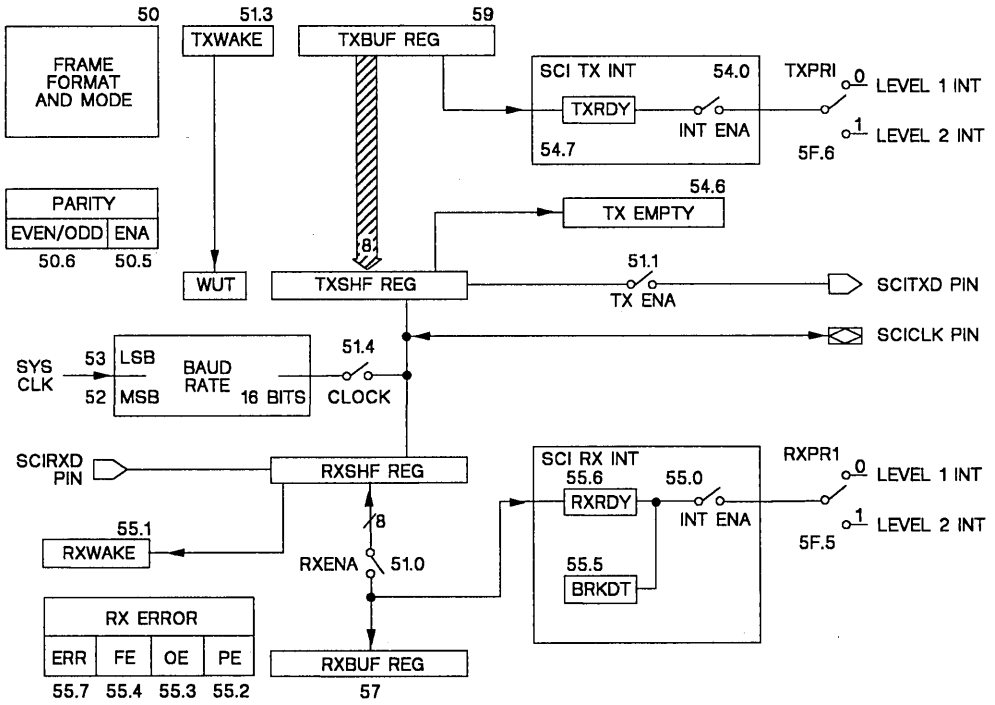 50
51.3
59
FRAME
FORMAT
AND MODE
TXWAKE
TXBUF REG
SCI TX INT
54.0
TXRDY
INT ENA
54.7
TXPRI
0
LEVEL 1 INT
1
LEVEL 2 INT
5F.6
PARITY
EVEN/ODD
ENA
50.6
50.5
54.6
TX EMPTY
8
WUT
TXSHF REG
51.1
TX ENA
SCITXD PIN
SCICLK PIN
SYS
CLK
53
LSB
52
MSB
BAUD
RATE
16 BITS
51.4
CLOCK
SCIRXD
PIN
RXSHF REG
SCI RX INT
55.6
55.0
RXRDY
INT ENA
55.5
BRKDT
RXPR1
0
LEVEL 1 INT
1
LEVEL 2 INT
5F.5
55.1
RXWAKE
8
RXENA
51.0
RX ERROR
ERR
FE
OE
PE
55.7
55.4
55.3
55.2
RXBUF REG
57